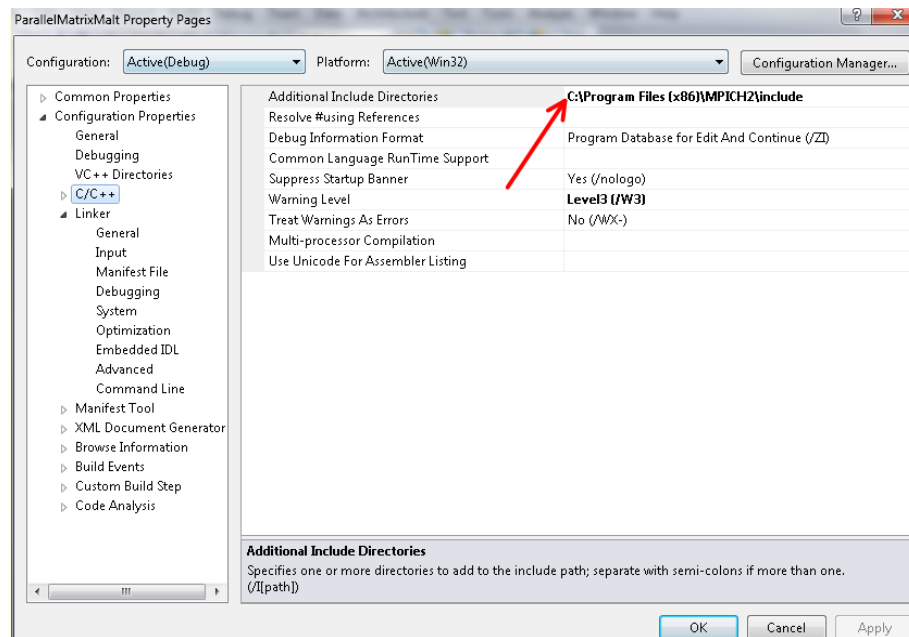 ParallelMatrixMalt Property Pages
Configuration: Active(Debug) Platform: Active(Win32) Configuration Manager...
Common Properties
Configuration Properties
General
Debugging
VC++ Directories
C/C++
Linker
General
Input
Manifest File
Debugging
System
Optimization
Embedded IDL
Advanced
Command Line
Manifest Tool
XML Document Generator
Browse Information
Build Events
Custom Build Step
Code Analysis
Additional Include Directories C:\Program Files (x86)\MPICH2\include
Resolve #using References
Debug Information Format Program Database for Edit And Continue (/ZI)
Common Language RunTime Support
Suppress Startup Banner Yes (/nologo)
Warning Level Level3 (/W3)
Treat Warnings As Errors No (/WX-)
Multi-processor Compilation
Use Unicode For Assembler Listing
Additional Include Directories
Specifies one or more directories to add to the include path; separate with semi-colons if more than one.
(/I[path])
OK Cancel Apply